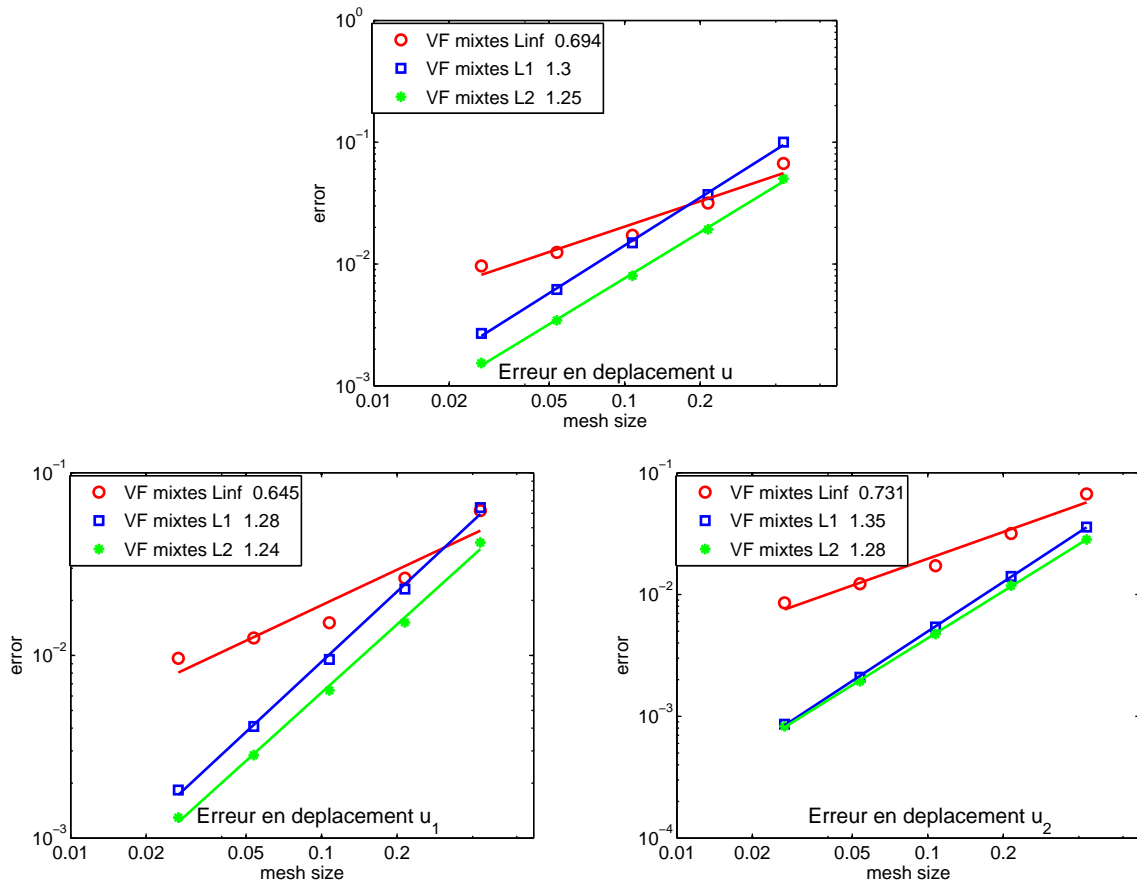 10^0
VF mixtes Linf 0.694
VF mixtes L1 1.3
VF mixtes L2 1.25
10^-1
error
10^-2
10^-3
Erreur en deplacement u
0.01 0.02 0.05 0.1 0.2
mesh size
10^-1
VF mixtes Linf 0.645
VF mixtes L1 1.28
VF mixtes L2 1.24
error
10^-2
10^-3
Erreur en deplacement u_1
0.01 0.02 0.05 0.1 0.2
mesh size
10^-1
VF mixtes Linf 0.731
VF mixtes L1 1.35
VF mixtes L2 1.28
10^-2
error
10^-3
10^-4
Erreur en deplacement u_2
0.01 0.02 0.05 0.1 0.2
mesh size